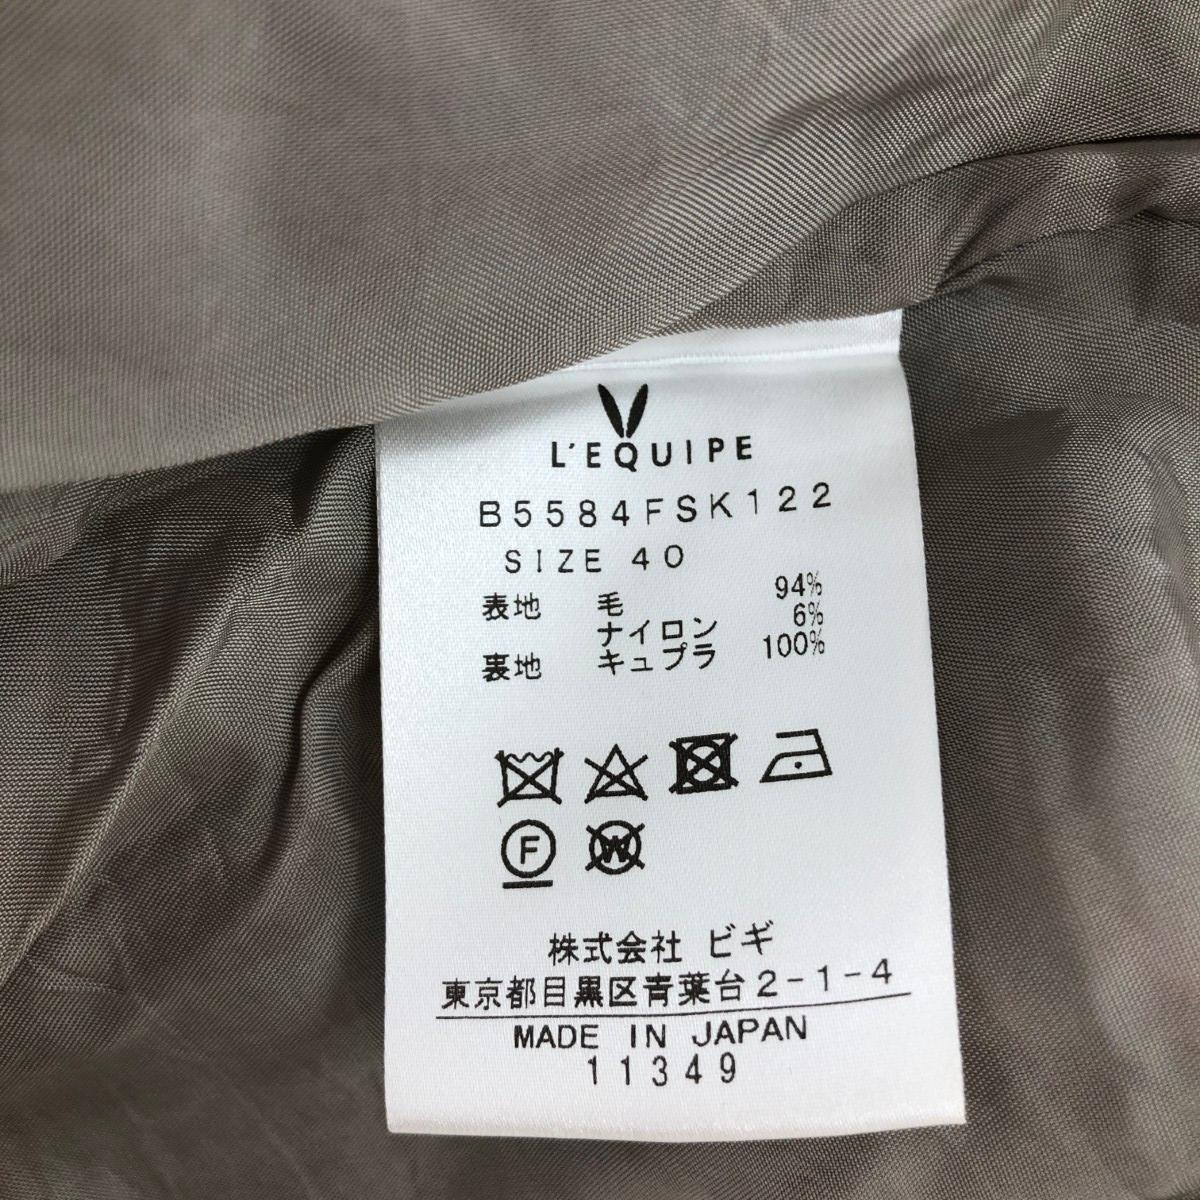 L'EQUIPE
B5584FSK122
SIZE 40
表地 毛 94%
ナイロン 6%
裏地 キュプラ 100%
F W
株式会社 ビギ
東京都目黒区青葉台2-1-4
MADE IN JAPAN
11349